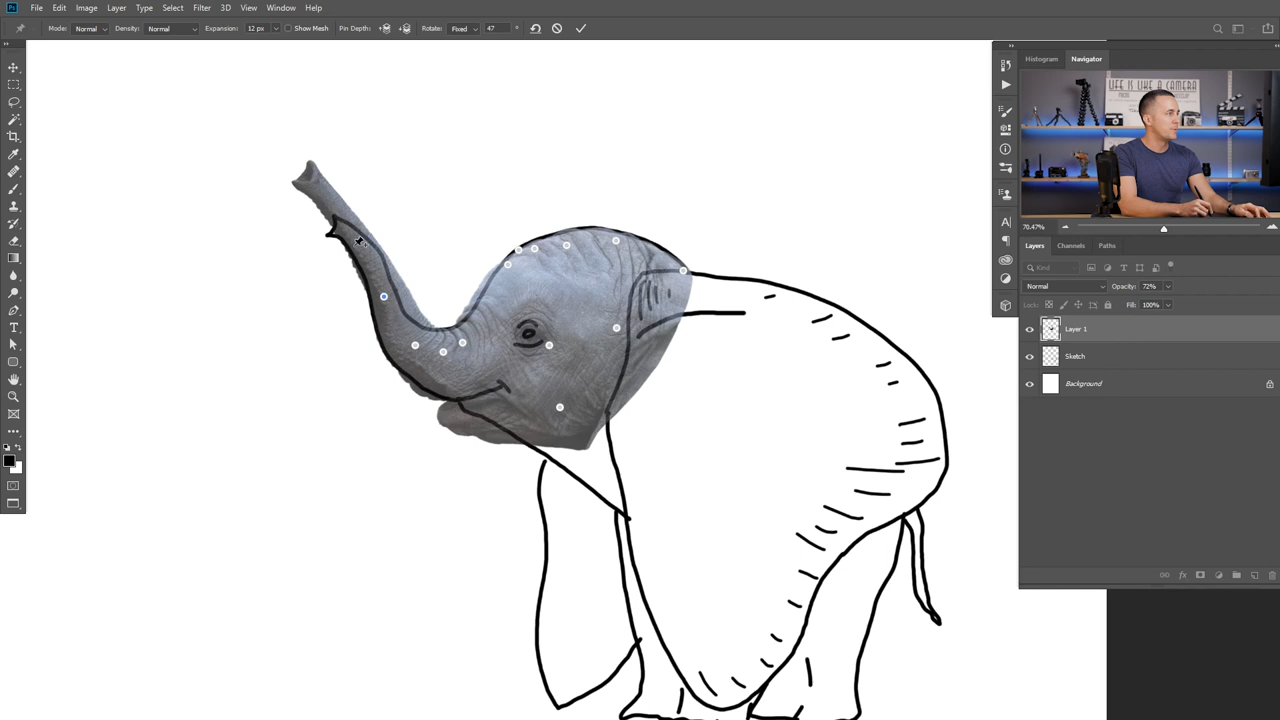 Ps File Edit Image Layer Type Select Filter 3D View Window Help
Mode: Normal Density: Normal Expansion: 12 px Show Mesh Pin Depth: Rotate: Fixed 47 °
Histogram Navigator
LIFE IS LIKE A CAMERA
70.47%
Layers Channels Paths
Kind
Normal Opacity: 72%
Lock: Fill: 100%
Layer 1
Sketch
Background